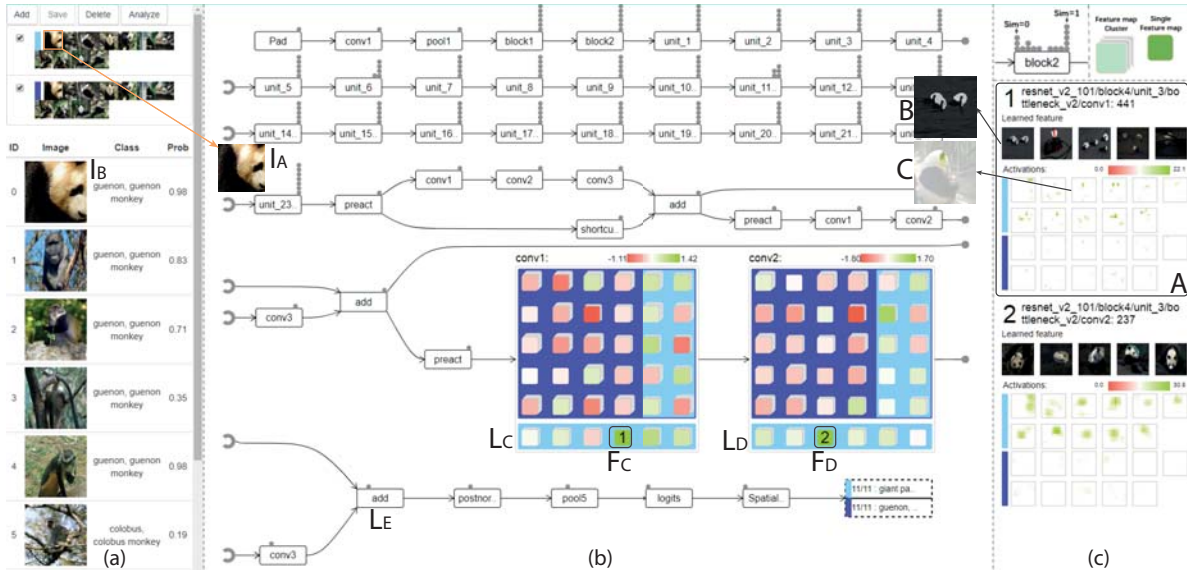 Add Save Delete Analyze
I_A
ID Image Class Prob
I_B
0 guenon, guenon monkey 0.98
1 guenon, guenon monkey 0.83
2 guenon, guenon monkey 0.71
3 guenon, guenon monkey 0.35
4 guenon, guenon monkey 0.98
5 colobus, colobus monkey 0.19
(a)
Pad conv1 pool1 block1 block2 unit_1 unit_2 unit_3 unit_4
unit_5 unit_6 unit_7 unit_8 unit_9 unit_10.. unit_11.. unit_12..
unit_14.. unit_15.. unit_16.. unit_17.. unit_18.. unit_19.. unit_20.. unit_21..
conv1 conv2 conv3
unit_23.. preact add
shortcu.. preact conv1 conv2
conv1: -1.11 1.42
conv2: -1.80 1.70
add
conv3
preact
L_C 1
F_C
L_D 2
F_D
add postnor.. pool5 logits Spatial..
11/11 : giant pa..
11/11 : guenon, ..
L_E
conv3
(b)
B
C
Sim=0 Sim=1
block2
Feature map Cluster
Single Feature map
1 resnet_v2_101/block4/unit_3/bo
ttleneck_v2/conv1: 441
Learned feature
Activations: 0.0 22.1
A
2 resnet_v2_101/block4/unit_3/bo
ttleneck_v2/conv2: 237
Learned feature
Activations: 0.0 30.8
(c)